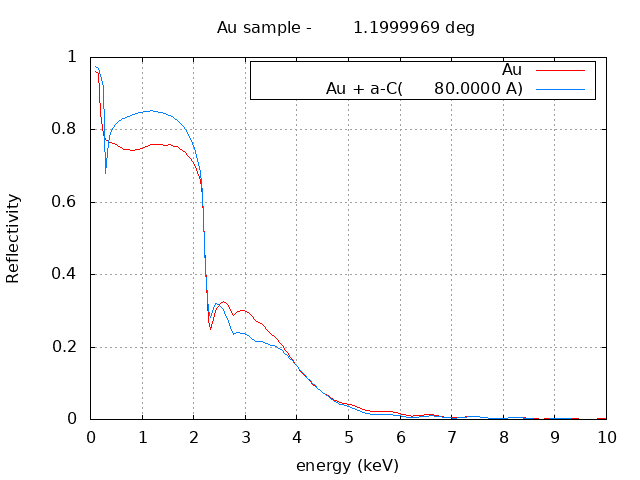 Au sample -        1.1999969 deg
1
Au
Au + a-C(      80.0000 A)
0.8
0.6
Reflectivity
0.4
0.2
0
0 1 2 3 4 5 6 7 8 9 10
energy (keV)